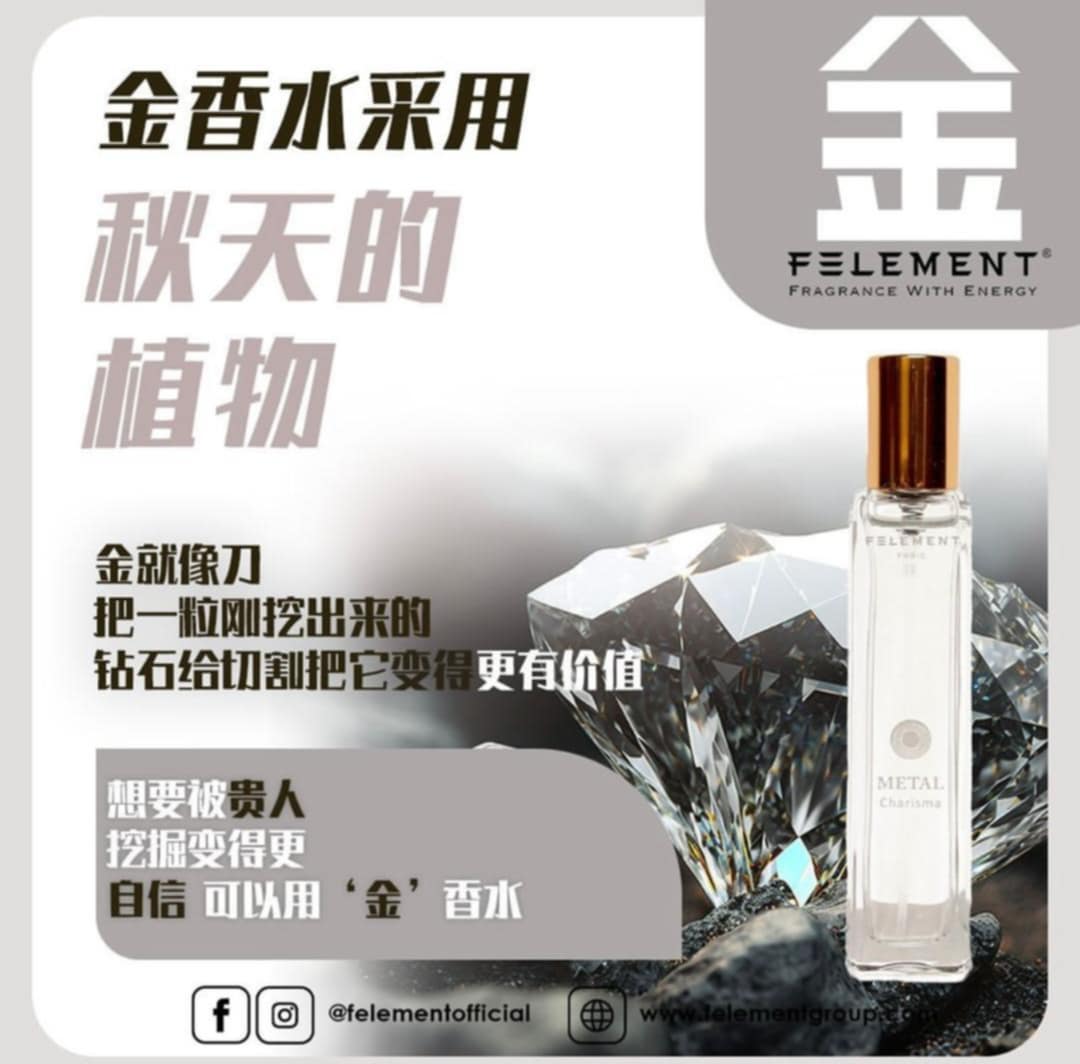 金香水采用
秋天的
植物
金
FELEMENT®
FRAGRANCE WITH ENERGY
金就像刀
把一粒刚挖出来的
钻石给切割把它变得更有价值
想要被贵人
挖掘变得更
自信 可以用‘金’香水
FELEMENT
PARIS
METAL
Charisma
@felementofficial
www.felementgroup.com